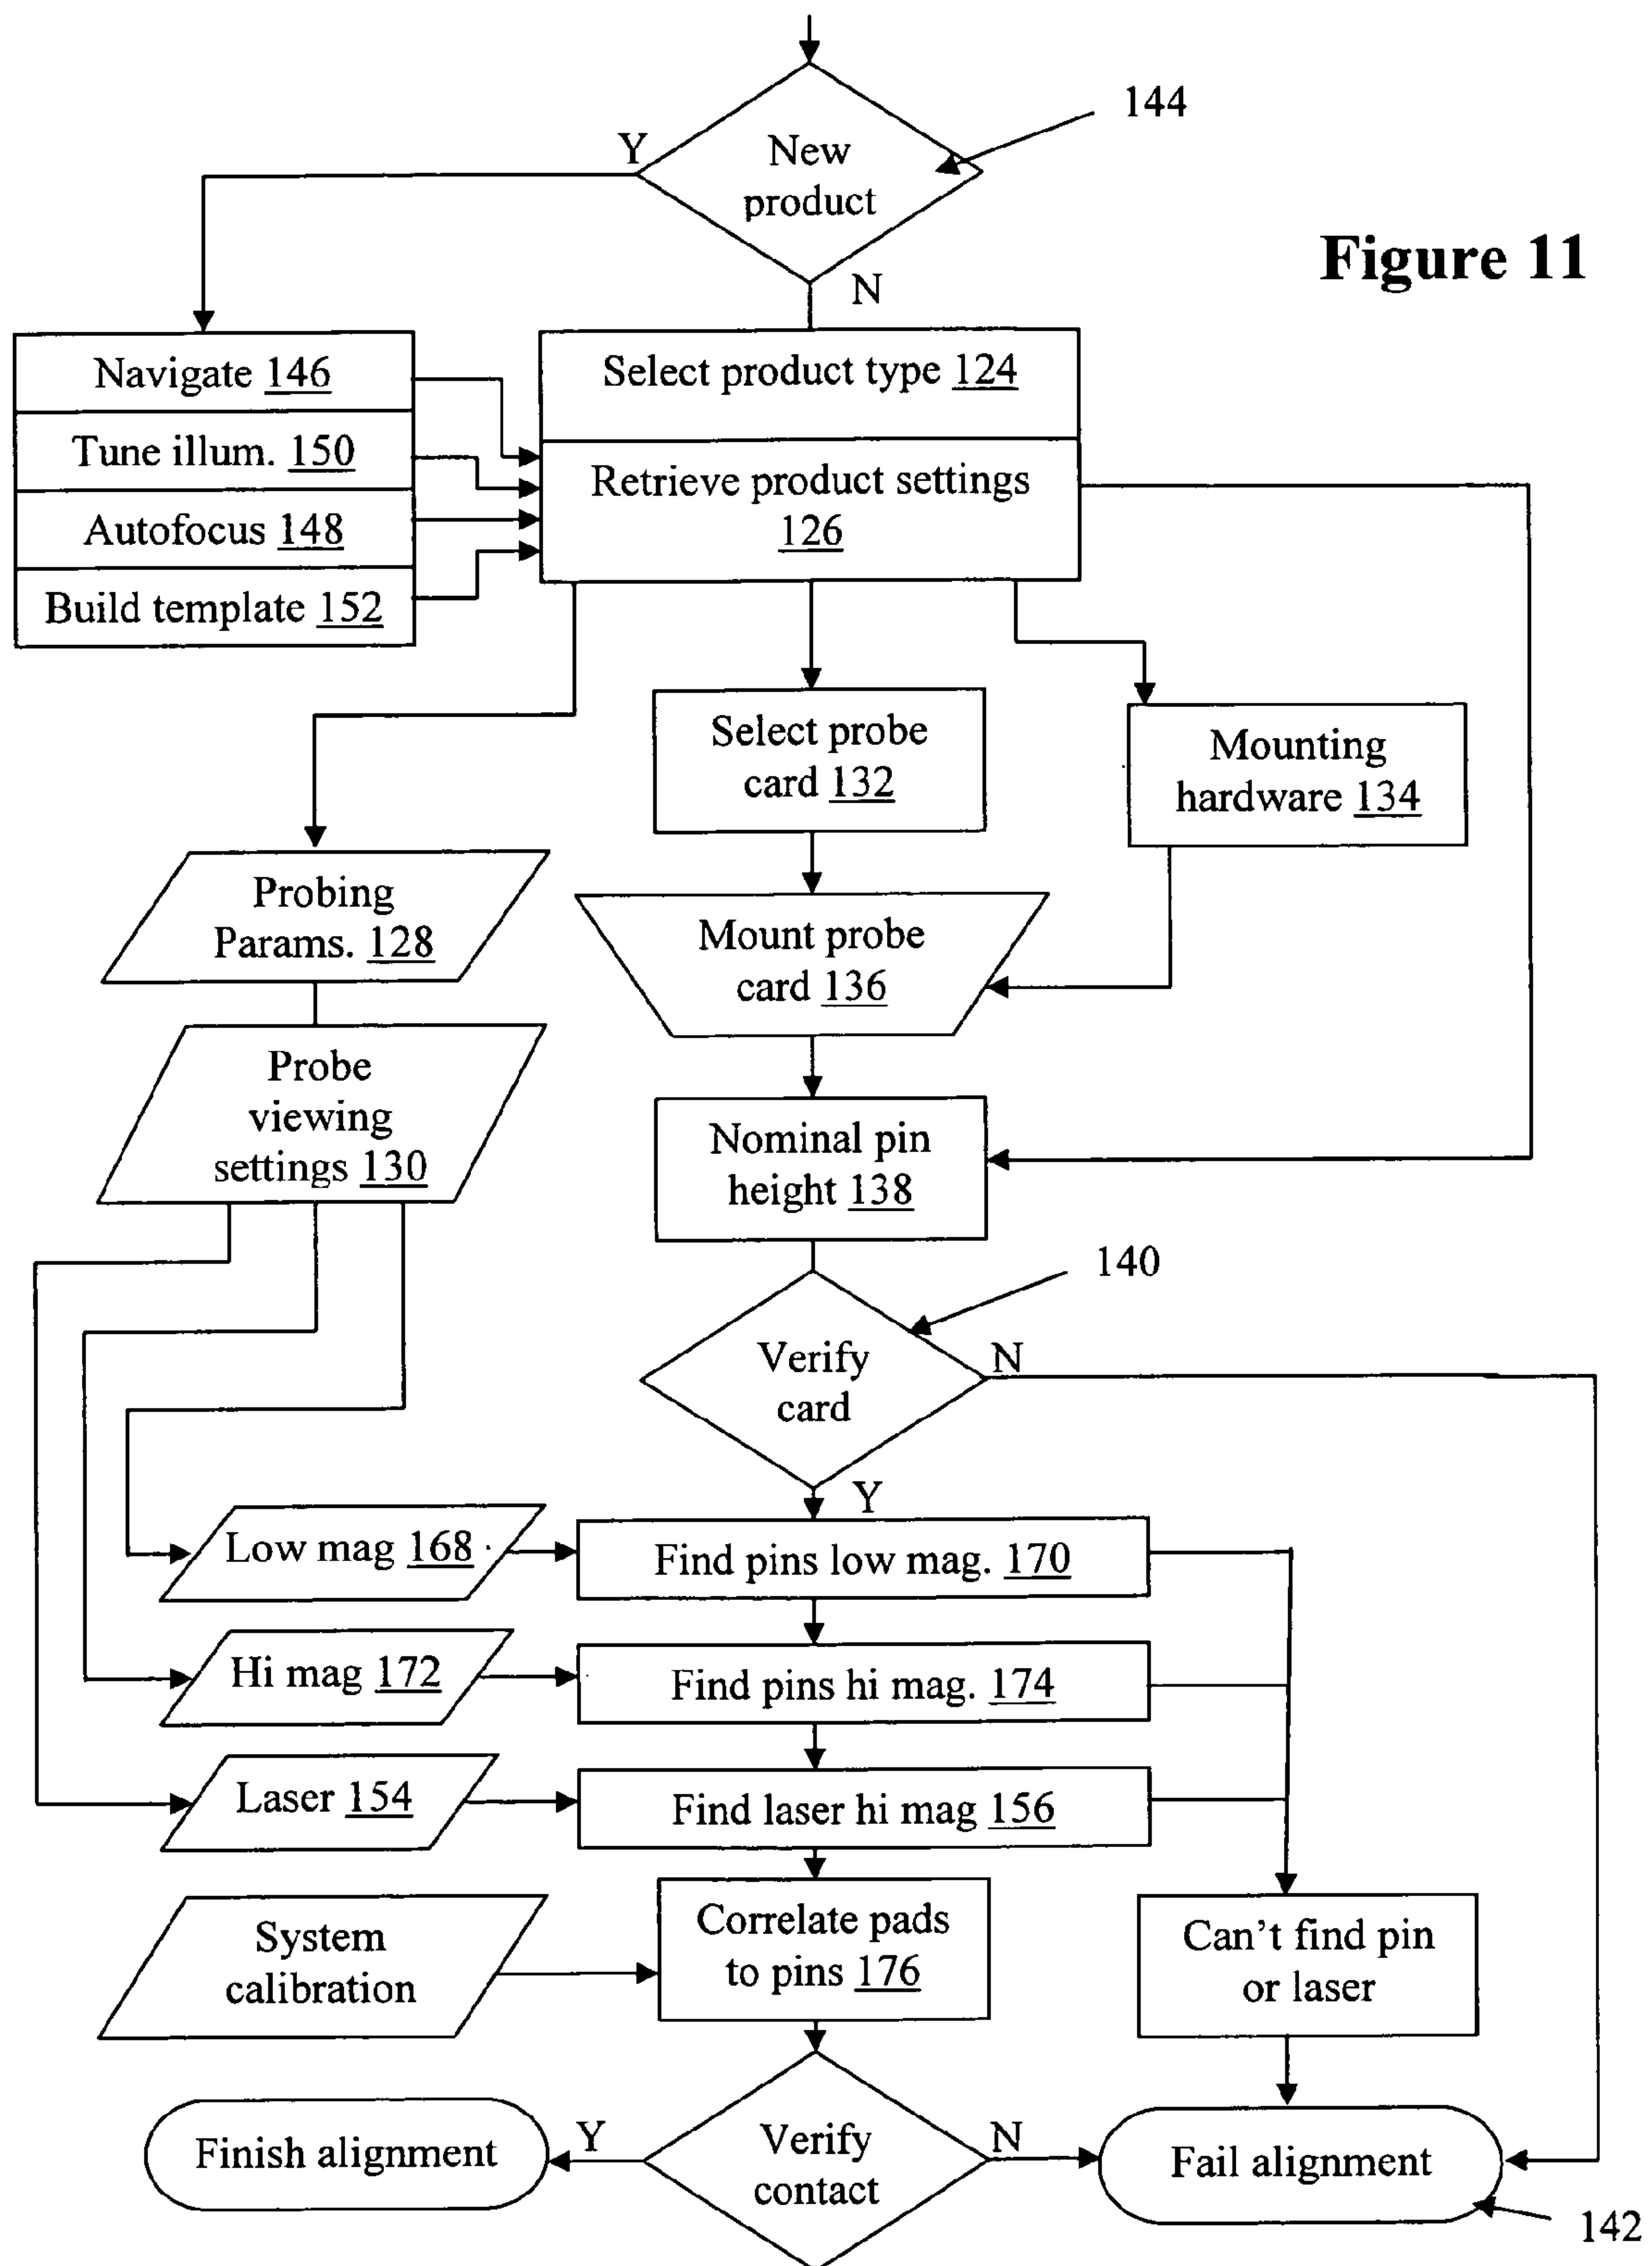 144
Y
New
product
Figure 11
N
Navigate 146
Select product type 124
Tune illum. 150
Retrieve product settings
126
Autofocus 148
Build template 152
Select probe
card 132
Mounting
hardware 134
Probing
Params. 128
Mount probe
card 136
Probe
viewing
settings 130
Nominal pin
height 138
140
Verify
card
N
Y
Low mag 168
Find pins low mag. 170
Hi mag 172
Find pins hi mag. 174
Laser 154
Find laser hi mag 156
System
calibration
Correlate pads
to pins 176
Can't find pin
or laser
Finish alignment
Y
Verify
contact
N
Fail alignment
142